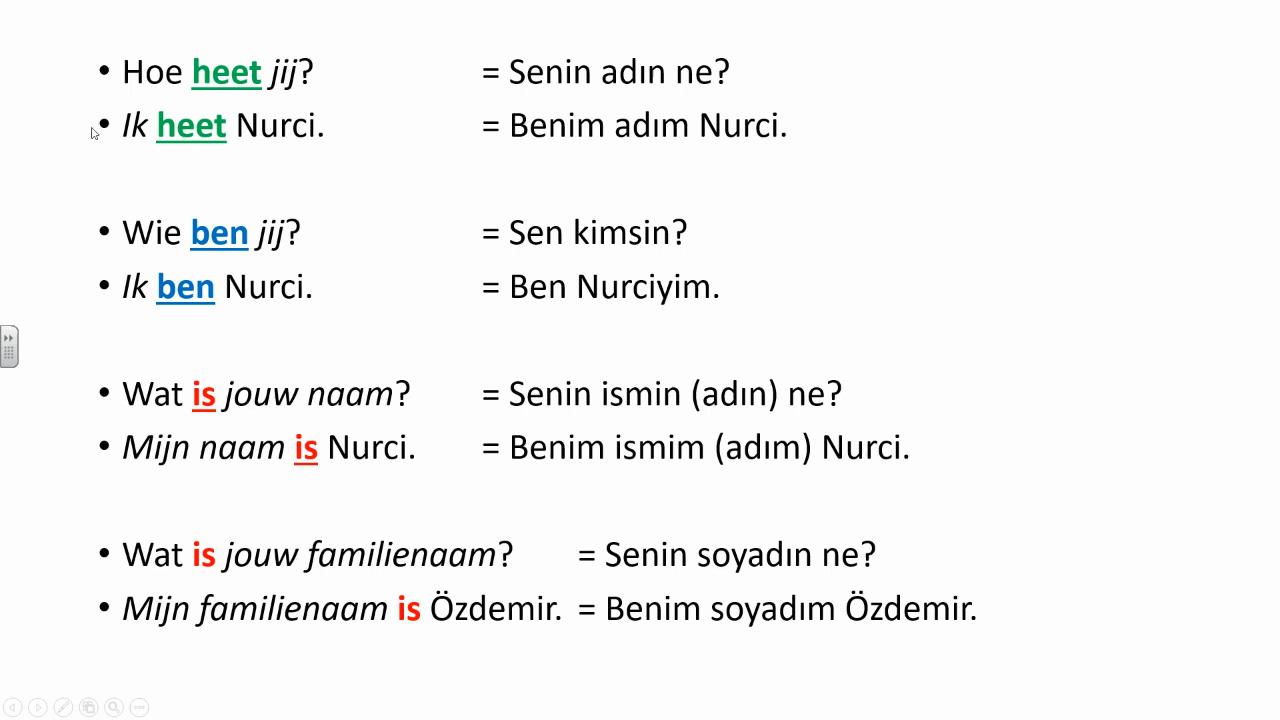 • Hoe heet jij? = Senin adın ne?
• Ik heet Nurci. = Benim adım Nurci.
• Wie ben jij? = Sen kimsin?
• Ik ben Nurci. = Ben Nurciyim.
• Wat is jouw naam? = Senin ismin (adın) ne?
• Mijn naam is Nurci. = Benim ismim (adım) Nurci.
• Wat is jouw familienaam? = Senin soyadın ne?
• Mijn familienaam is Özdemir. = Benim soyadım Özdemir.